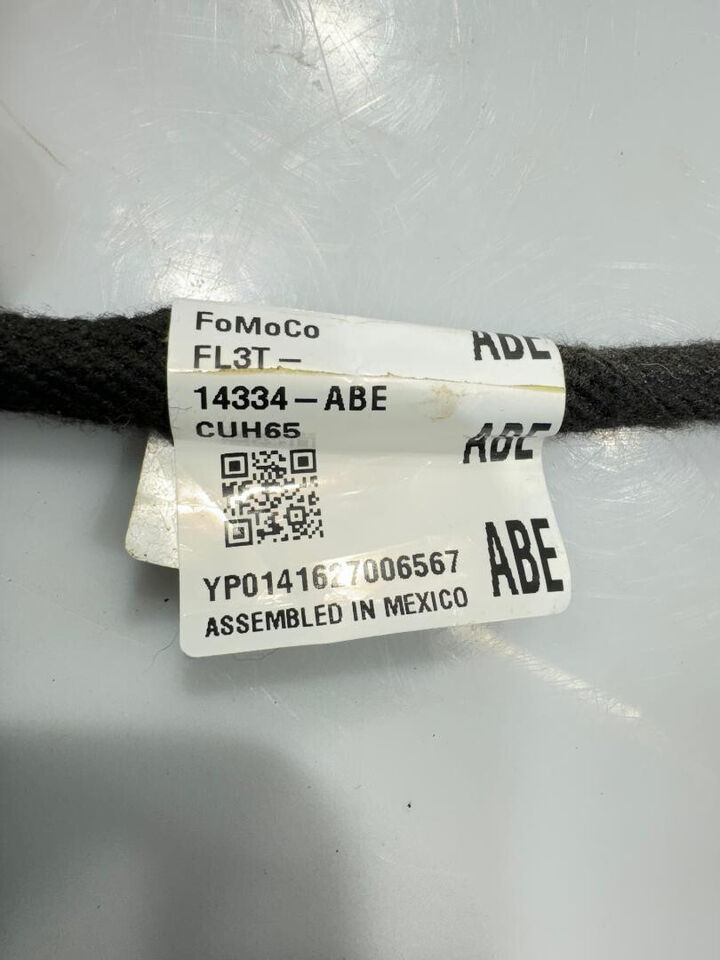 FoMoCo
FL3T-
ABE
14334-ABE
CUH65
ABE
YP0141627006567
ABE
ASSEMBLED IN MEXICO